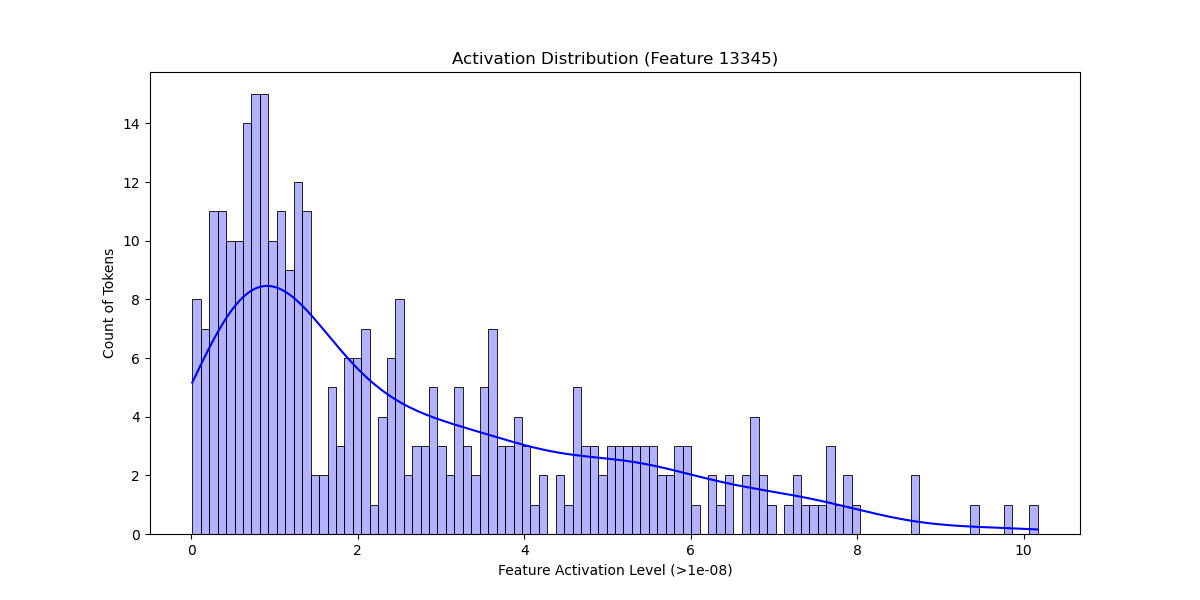 Activation Distribution (Feature 13345)
Count of Tokens
14
12
10
8
6
4
2
0
0 2 4 6 8 10
Feature Activation Level (>1e-08)